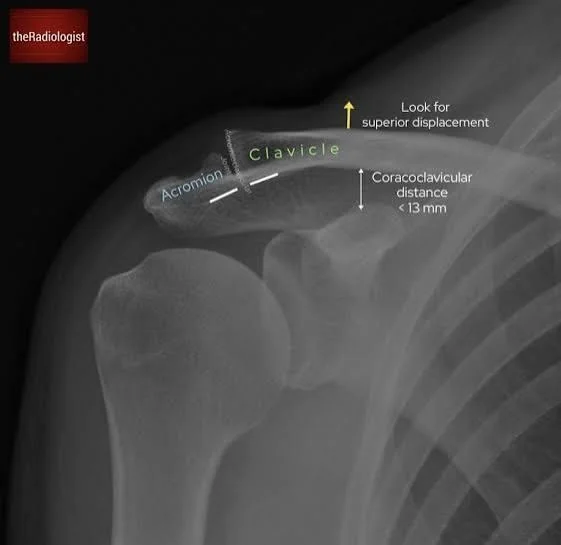 theRadiologist
Look for
superior displacement
Clavicle
Acromion
Coracoclavicular
distance
< 13 mm